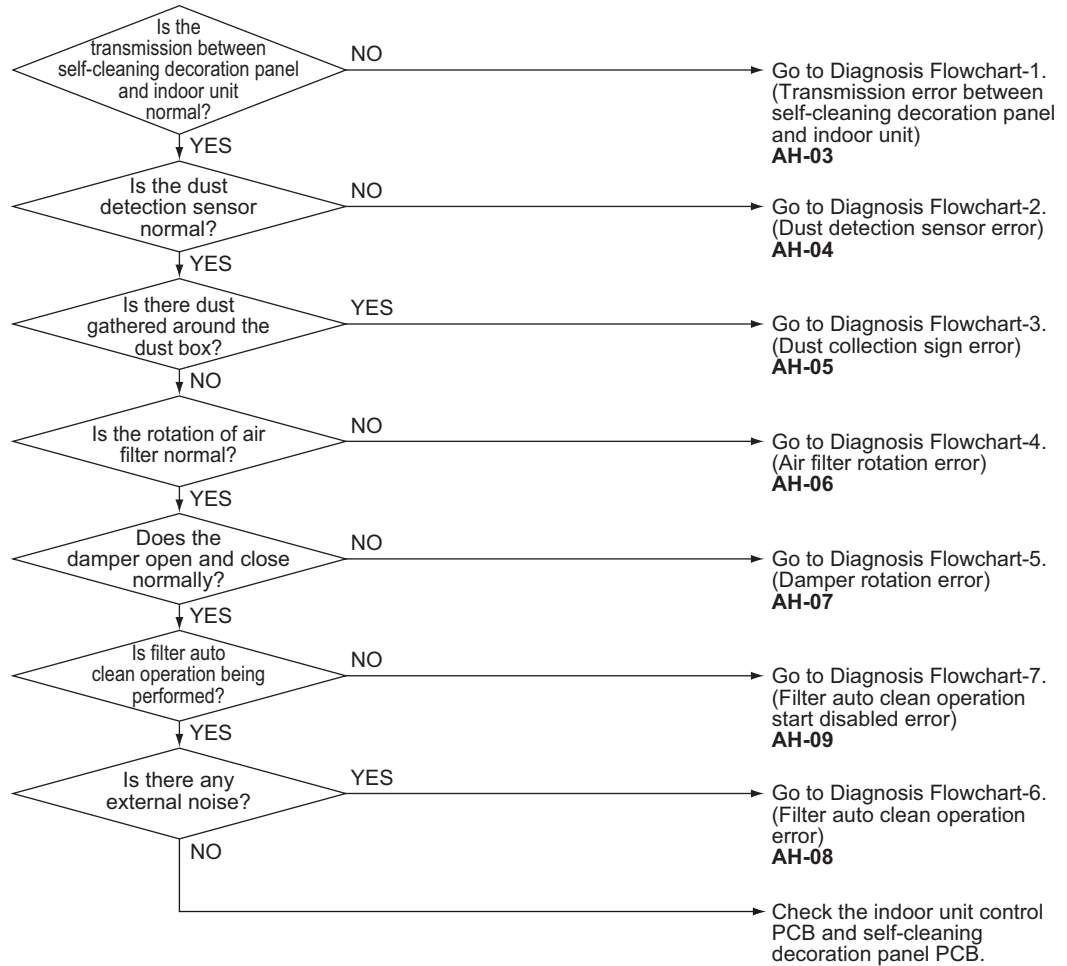 Is the
transmission between
self-cleaning decoration panel
and indoor unit
normal?
NO
Go to Diagnosis Flowchart-1.
(Transmission error between
self-cleaning decoration panel
and indoor unit)
AH-03
YES
Is the dust
detection sensor
normal?
NO
Go to Diagnosis Flowchart-2.
(Dust detection sensor error)
AH-04
YES
Is there dust
gathered around the
dust box?
YES
Go to Diagnosis Flowchart-3.
(Dust collection sign error)
AH-05
NO
Is the rotation of air
filter normal?
NO
Go to Diagnosis Flowchart-4.
(Air filter rotation error)
AH-06
YES
Does the
damper open and close
normally?
NO
Go to Diagnosis Flowchart-5.
(Damper rotation error)
AH-07
YES
Is filter auto
clean operation being
performed?
NO
Go to Diagnosis Flowchart-7.
(Filter auto clean operation
start disabled error)
AH-09
YES
Is there any
external noise?
YES
Go to Diagnosis Flowchart-6.
(Filter auto clean operation
error)
AH-08
NO
Check the indoor unit control
PCB and self-cleaning
decoration panel PCB.